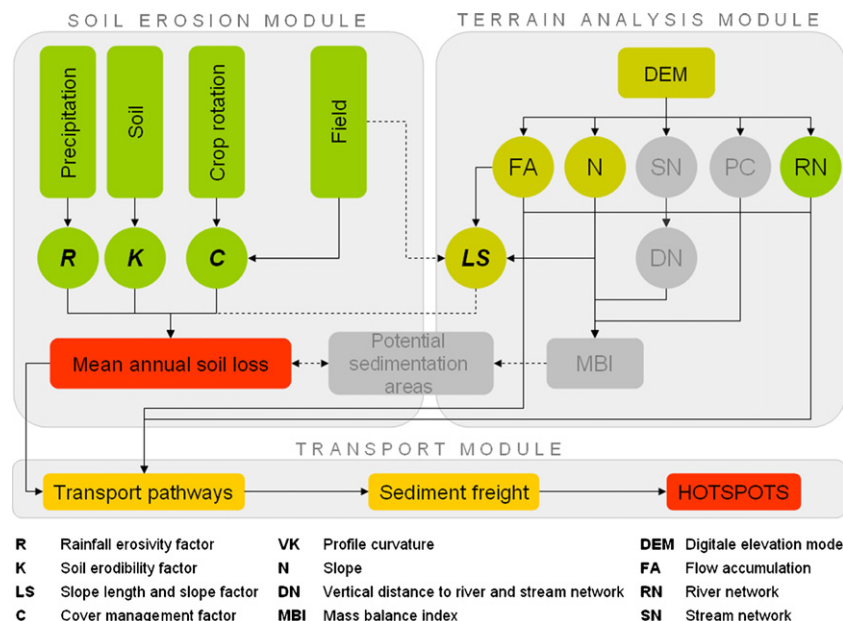 SOIL EROSION MODULE
TERRAIN ANALYSIS MODULE
Precipitation
Soil
Crop rotation
Field
DEM
FA
N
SN
PC
RN
R
K
C
LS
DN
Mean annual soil loss
Potential
sedimentation
areas
MBI
TRANSPORT MODULE
Transport pathways
Sediment freight
HOTSPOTS
R Rainfall erosivity factor
K Soil erodibility factor
LS Slope length and slope factor
C Cover management factor
VK Profile curvature
N Slope
DN Vertical distance to river and stream network
MBI Mass balance index
DEM Digitale elevation mode
FA Flow accumulation
RN River network
SN Stream network